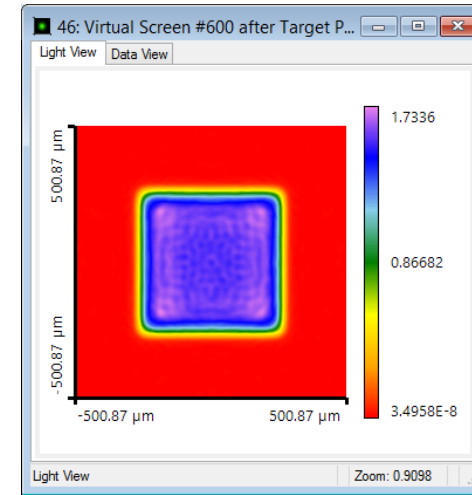 46: Virtual Screen #600 after Target P...
Light View Data View
500.87 µm
-500.87 µm
-500.87 µm 500.87 µm
1.7336
0.86682
3.4958E-8
Light View Zoom: 0.9098